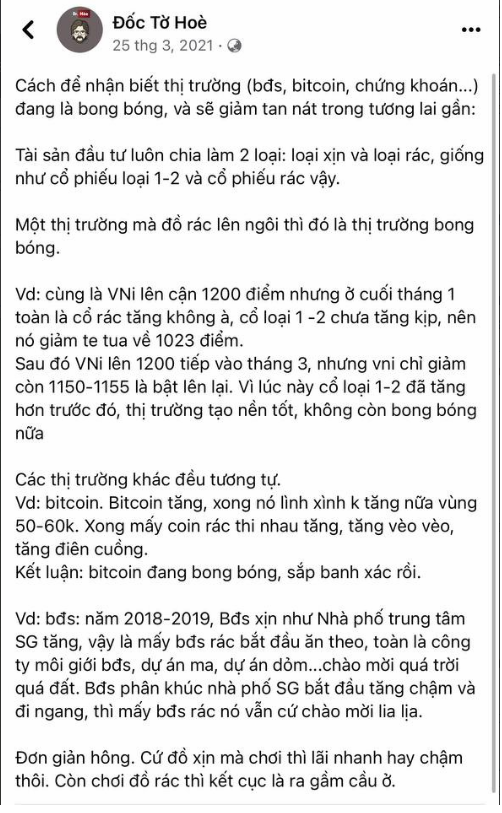 Dr. Hoe
Đốc Tờ Hoè
25 thg 3, 2021 ·
Cách để nhận biết thị trường (bđs, bitcoin, chứng khoán...)
đang là bong bóng, và sẽ giảm tan nát trong tương lai gần:
Tài sản đầu tư luôn chia làm 2 loại: loại xịn và loại rác, giống
như cổ phiếu loại 1-2 và cổ phiếu rác vậy.
Một thị trường mà đồ rác lên ngôi thì đó là thị trường bong
bóng.
Vd: cùng là VNi lên cận 1200 điểm nhưng ở cuối tháng 1
toàn là cổ rác tăng không à, cổ loại 1 -2 chưa tăng kịp, nên
nó giảm te tua về 1023 điểm.
Sau đó VNi lên 1200 tiếp vào tháng 3, nhưng vni chỉ giảm
còn 1150-1155 là bật lên lại. Vì lúc này cổ loại 1-2 đã tăng
hơn trước đó, thị trường tạo nền tốt, không còn bong bóng
nữa
Các thị trường khác đều tương tự.
Vd: bitcoin. Bitcoin tăng, xong nó lình xình k tăng nữa vùng
50-60k. Xong mấy coin rác thi nhau tăng, tăng vèo vèo,
tăng điên cuồng.
Kết luận: bitcoin đang bong bóng, sắp banh xác rồi.
Vd: bđs: năm 2018-2019, Bđs xịn như Nhà phố trung tâm
SG tăng, vậy là mấy bđs rác bắt đầu ăn theo, toàn là công
ty môi giới bđs, dự án ma, dự án dỏm...chào mời quá trời
quá đất. Bđs phân khúc nhà phố SG bắt đầu tăng chậm và
đi ngang, thì mấy bđs rác nó vẫn cứ chào mời lia lịa.
Đơn giản hông. Cứ đồ xịn mà chơi thì lãi nhanh hay chậm
thôi. Còn chơi đồ rác thì kết cục là ra gầm cầu ở.